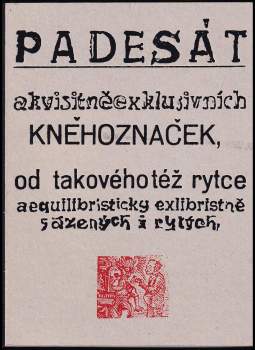 PADESÁT
akvisitněexklusivních
KNĚHOZNAČEK,
od takovéhotéž rytce
aequilibristicky exlibristně
sázených i rytých,